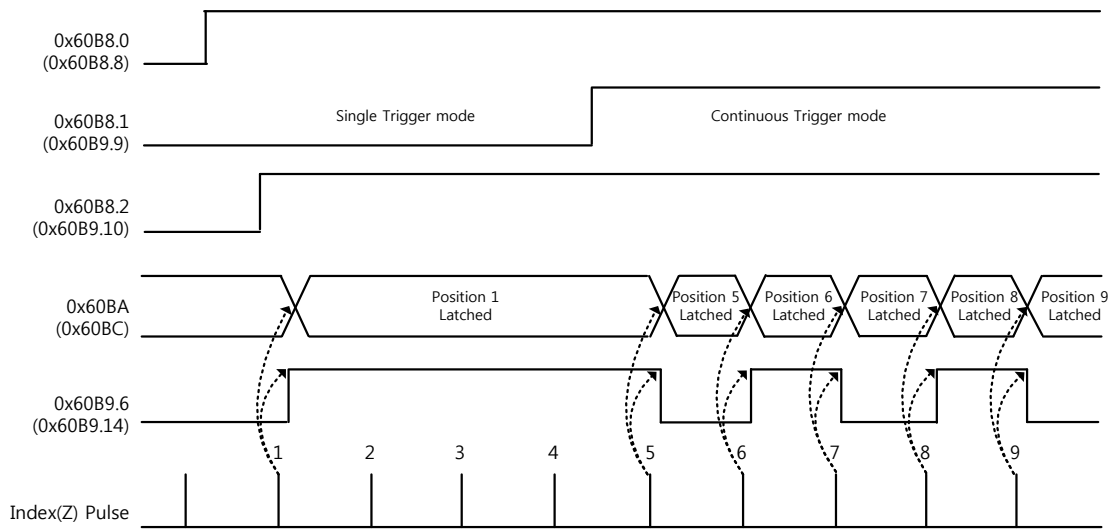 0x60B8.0
(0x60B8.8)
0x60B8.1
(0x60B9.9)
Single Trigger mode
Continuous Trigger mode
0x60B8.2
(0x60B9.10)
0x60BA
(0x60BC)
Position 1
Latched
Position 5
Latched
Position 6
Latched
Position 7
Latched
Position 8
Latched
Position 9
Latched
0x60B9.6
(0x60B9.14)
1 2 3 4 5 6 7 8 9
Index(Z) Pulse